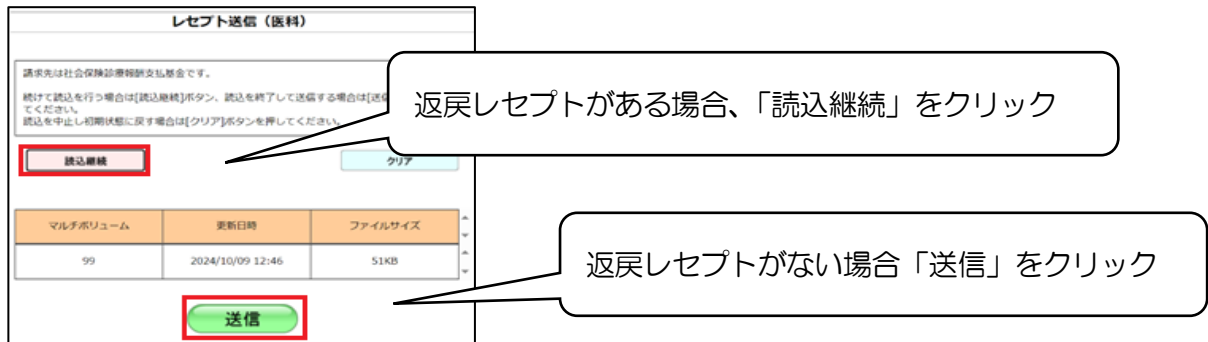 レセプト送信（医科）
請求先は社会保険診療報酬支払基金です。
続けて読込を行う場合は[読込継続]ボタン、読込を終了して送信する場合は[送信
てください。
読込を中止し初期状態に戻す場合は[クリア]ボタンを押してください。
返戻レセプトがある場合、「読込継続」をクリック
読込継続
クリア
マルチボリューム 更新日時 ファイルサイズ
99 2024/10/09 12:46 51KB
返戻レセプトがない場合「送信」をクリック
送信